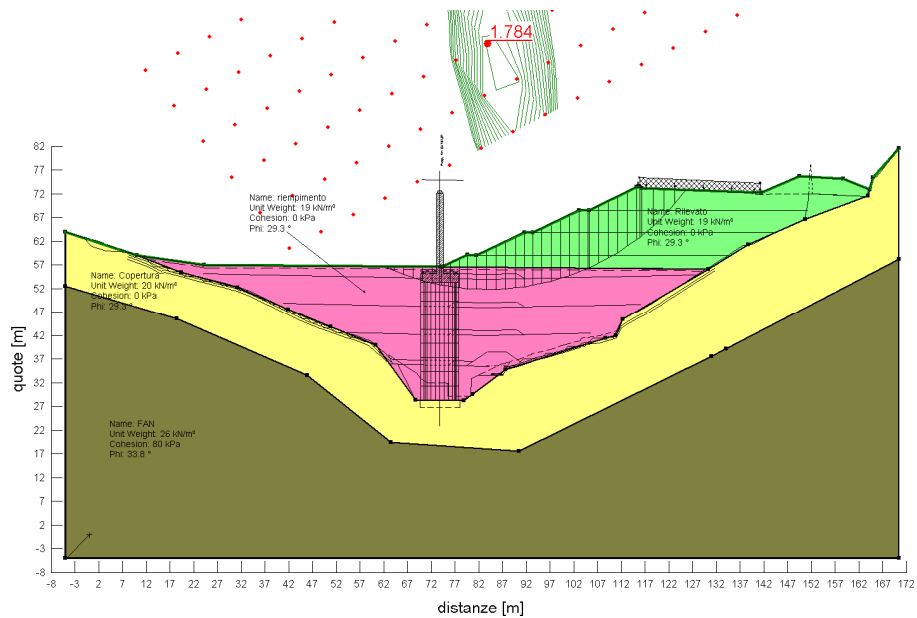 1.784
82
77
72
67
62
57
52
47
42
37
32
27
22
17
12
7
2
-3
-8
quote [m]
Name: riempimento
Unit Weight: 19 kN/m³
Cohesion: 0 kPa
Phi: 29.3 °
Name: Rilevato
Unit Weight: 19 kN/m³
Cohesion: 0 kPa
Phi: 29.3 °
Name: Copertura
Unit Weight: 20 kN/m³
Cohesion: 0 kPa
Phi: 29.3 °
Name: FAN
Unit Weight: 26 kN/m³
Cohesion: 80 kPa
Phi: 33.8 °
-8 -3 2 7 12 17 22 27 32 37 42 47 52 57 62 67 72 77 82 87 92 97 102 107 112 117 122 127 132 137 142 147 152 157 162 167 172
distanze [m]